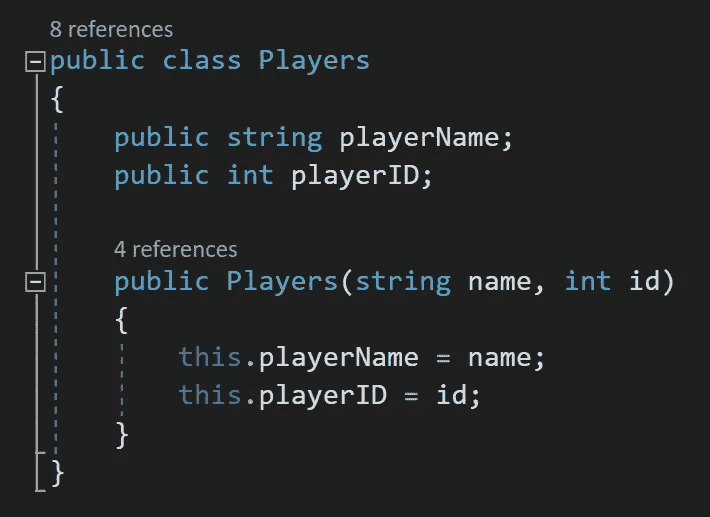 8 references
public class Players
{
public string playerName;
public int playerID;
4 references
public Players(string name, int id)
{
this.playerName = name;
this.playerID = id;
}
}